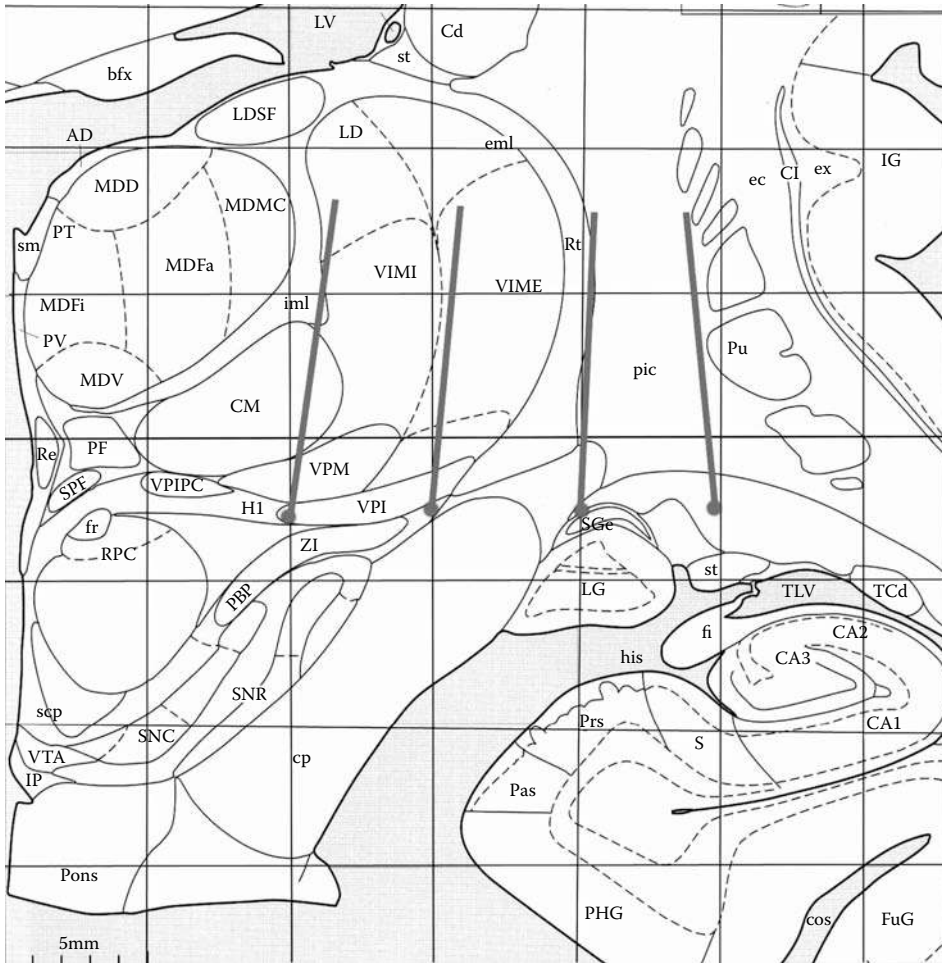 LV
Cd
st
bfx
LDSF
LD
AD
eml
MDD
ec
CI
ex
IG
MDMC
PT
sm
Rt
MDFa
VIMI
VIME
MDFi
iml
PV
Pu
pic
MDV
CM
Re
PF
VPM
SPF
VPIPC
H1
VPI
fr
SGe
ZI
RPC
st
PBP
LG
TLV
TCd
fi
CA2
his
CA3
SNR
scp
Prs
CA1
SNC
S
VTA
cp
IP
Pas
Pons
PHG
cos
FuG
5mm